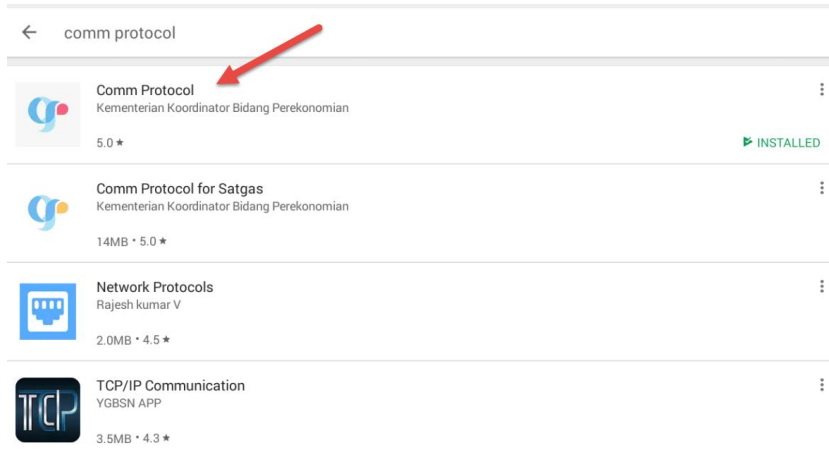 comm protocol
Comm Protocol
Kementerian Koordinator Bidang Perekonomian
5.0 ★
INSTALLED
Comm Protocol for Satgas
Kementerian Koordinator Bidang Perekonomian
14MB • 5.0 ★
Network Protocols
Rajesh kumar V
2.0MB • 4.5 ★
TCP/IP Communication
YGBSN APP
TCP
3.5MB • 4.3 ★